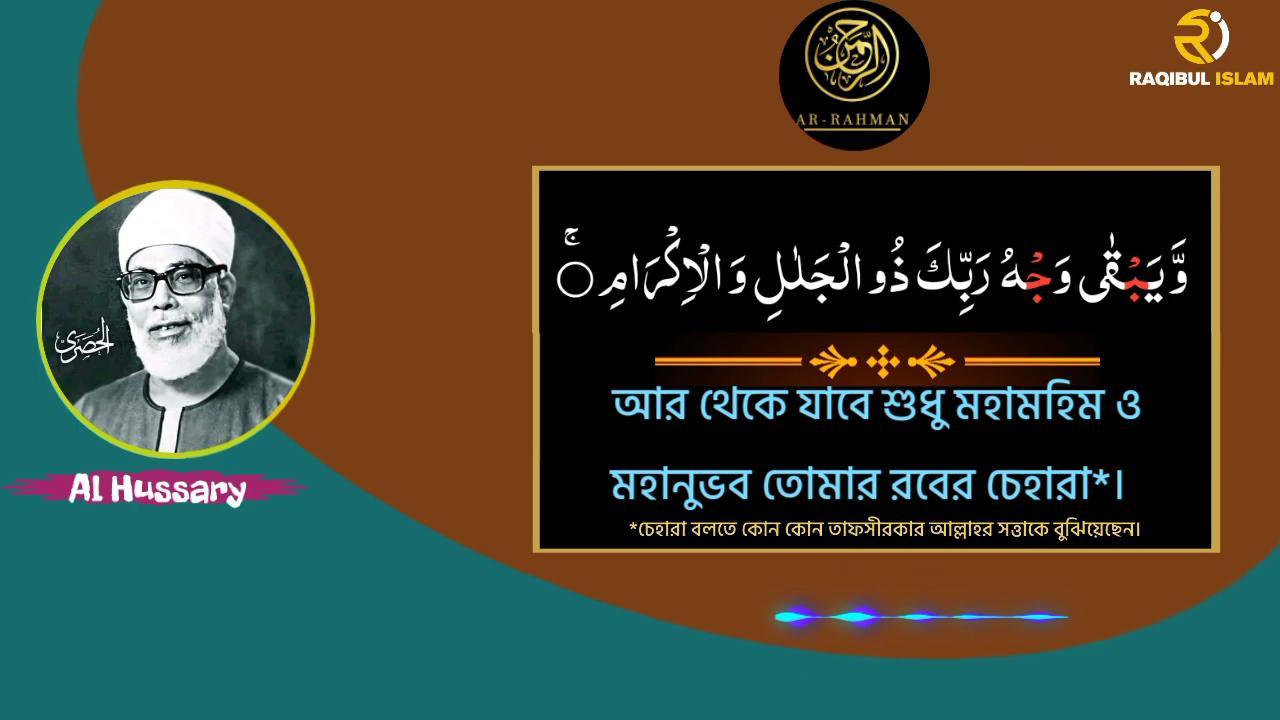 الرحمن
AR-RAHMAN
RAQIBUL ISLAM
وَّيَبْقٰى وَجْهُ رَبِّكَ ذُو الْجَلٰلِ وَالْاِكْرَامِ ۚ○
আর থেকে যাবে শুধু মহামহিম ও
মহানুভব তোমার রবের চেহারা*।
*চেহারা বলতে কোন কোন তাফসীরকার আল্লাহর সত্তাকে বুঝিয়েছেন।
الحصري
Al Hussary